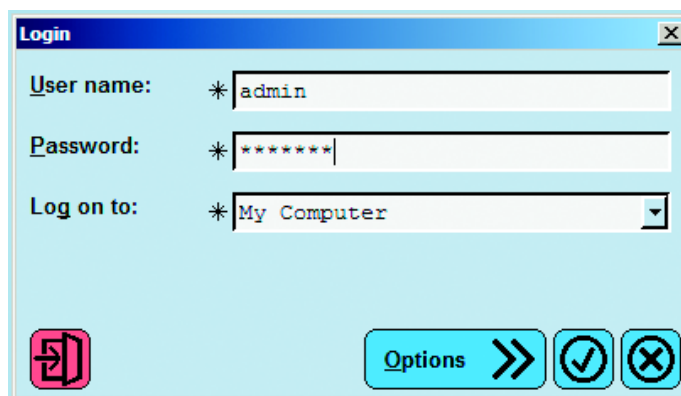 Login
User name: * admin
Password: * *******
Log on to: * My Computer
Options